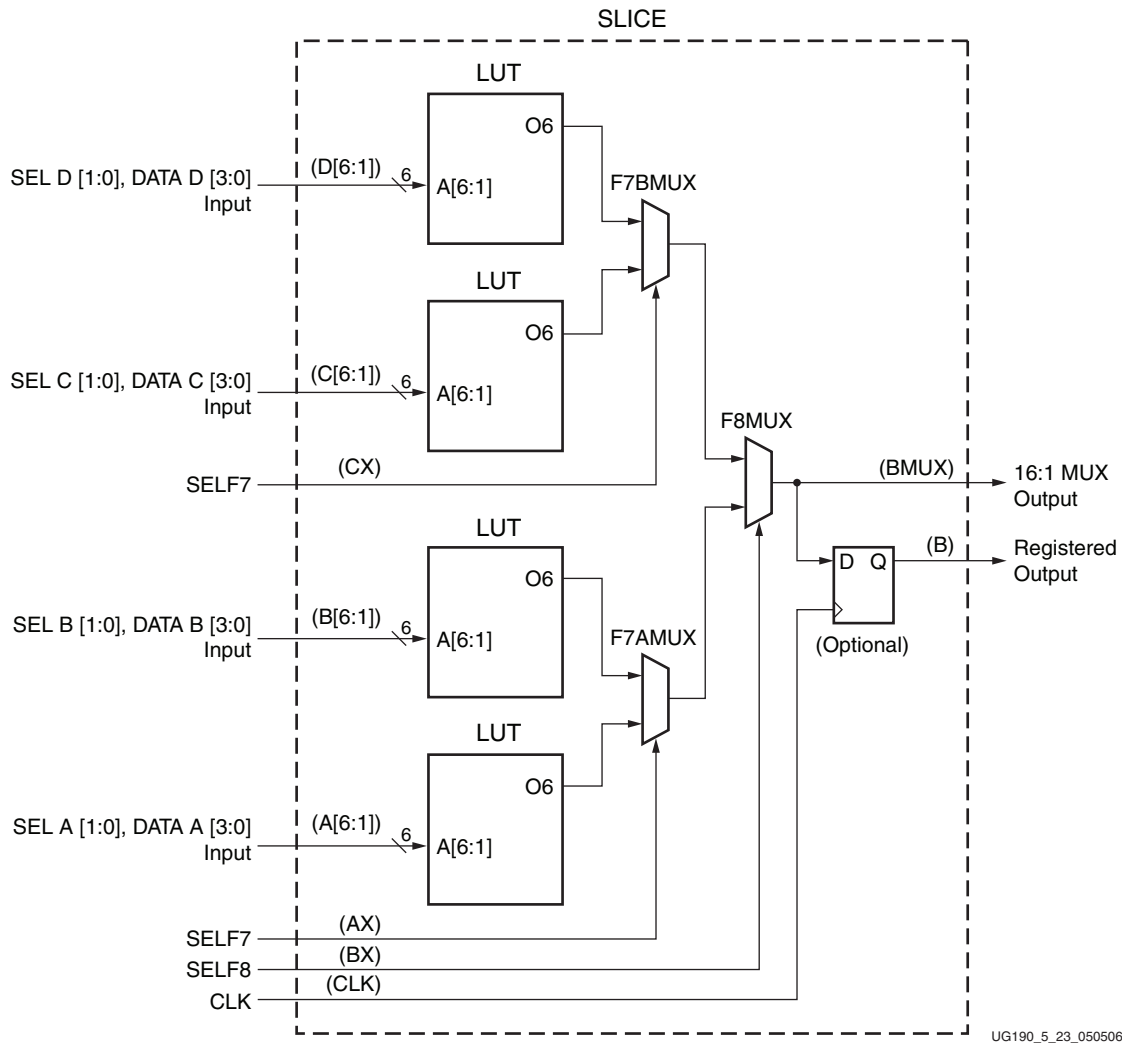 SLICE
LUT
O6
SEL D [1:0], DATA D [3:0]
Input
(D[6:1])
6
A[6:1]
F7BMUX
LUT
O6
SEL C [1:0], DATA C [3:0]
Input
(C[6:1])
6
A[6:1]
F8MUX
SELF7
(CX)
(BMUX)
16:1 MUX
Output
LUT
O6
D Q
(B)
Registered
Output
SEL B [1:0], DATA B [3:0]
Input
(B[6:1])
6
A[6:1]
F7AMUX
(Optional)
LUT
O6
SEL A [1:0], DATA A [3:0]
Input
(A[6:1])
6
A[6:1]
SELF7
(AX)
SELF8
(BX)
CLK
(CLK)
UG190_5_23_050506